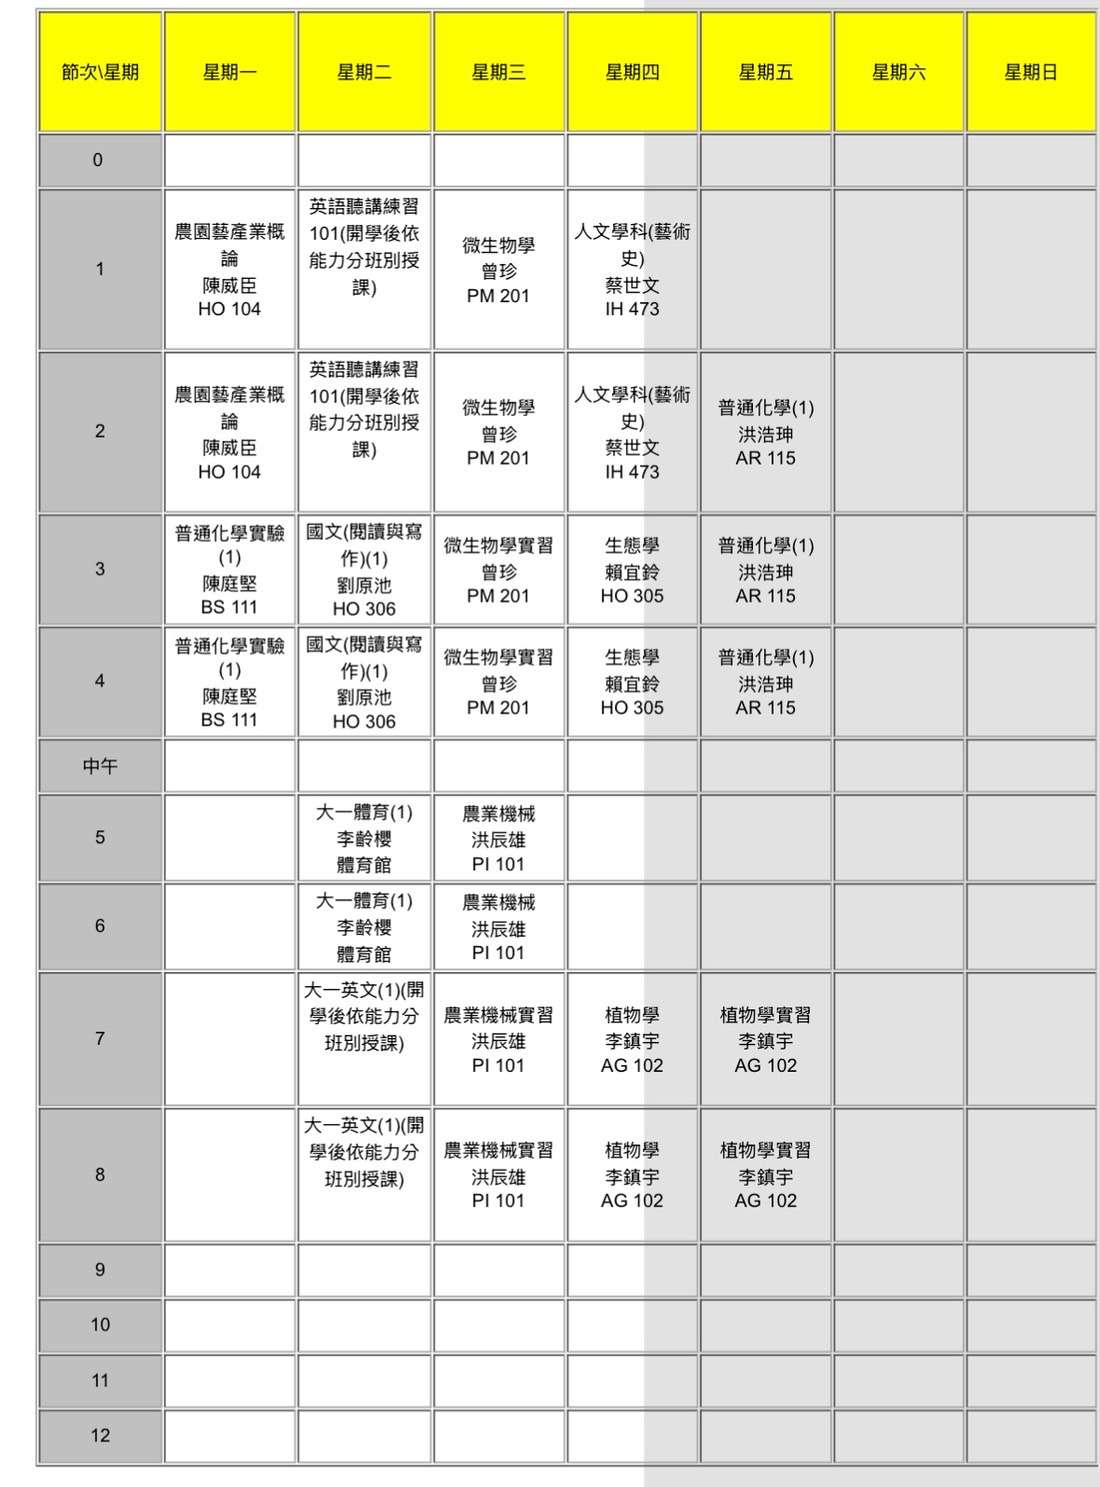 節次\星期 星期一 星期二 星期三 星期四 星期五 星期六 星期日
0
1
農園藝產業概
論
陳威臣
HO 104
英語聽講練習
101(開學後依
能力分班別授
課)
微生物學
曾珍
PM 201
人文學科(藝術
史)
蔡世文
IH 473
2
農園藝產業概
論
陳威臣
HO 104
英語聽講練習
101(開學後依
能力分班別授
課)
微生物學
曾珍
PM 201
人文學科(藝術
史)
蔡世文
IH 473
普通化學(1)
洪浩珅
AR 115
3
普通化學實驗
(1)
陳庭堅
BS 111
國文(閱讀與寫
作)(1)
劉原池
HO 306
微生物學實習
曾珍
PM 201
生態學
賴宜鈴
HO 305
普通化學(1)
洪浩珅
AR 115
4
普通化學實驗
(1)
陳庭堅
BS 111
國文(閱讀與寫
作)(1)
劉原池
HO 306
微生物學實習
曾珍
PM 201
生態學
賴宜鈴
HO 305
普通化學(1)
洪浩珅
AR 115
中午
5
大一體育(1)
李齡櫻
體育館
農業機械
洪辰雄
PI 101
6
大一體育(1)
李齡櫻
體育館
農業機械
洪辰雄
PI 101
7
大一英文(1)(開
學後依能力分
班別授課)
農業機械實習
洪辰雄
PI 101
植物學
李鎮宇
AG 102
植物學實習
李鎮宇
AG 102
8
大一英文(1)(開
學後依能力分
班別授課)
農業機械實習
洪辰雄
PI 101
植物學
李鎮宇
AG 102
植物學實習
李鎮宇
AG 102
9
10
11
12